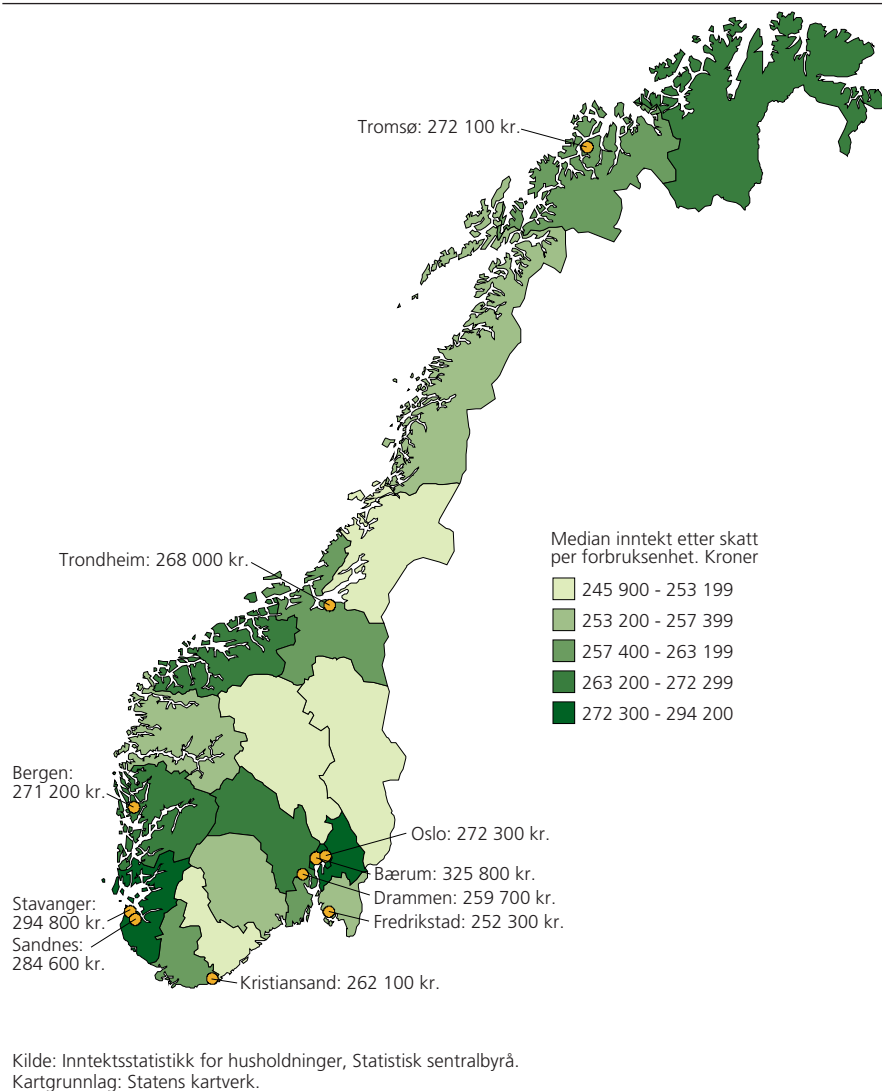 Tromsø: 272 100 kr.
Trondheim: 268 000 kr.
Median inntekt etter skatt
per forbruksenhet. Kroner
245 900 - 253 199
253 200 - 257 399
257 400 - 263 199
263 200 - 272 299
272 300 - 294 200
Bergen:
271 200 kr.
Oslo: 272 300 kr.
Bærum: 325 800 kr.
Drammen: 259 700 kr.
Fredrikstad: 252 300 kr.
Stavanger:
294 800 kr.
Sandnes:
284 600 kr.
Kristiansand: 262 100 kr.
Kilde: Inntektsstatistikk for husholdninger, Statistisk sentralbyrå.
Kartgrunnlag: Statens kartverk.